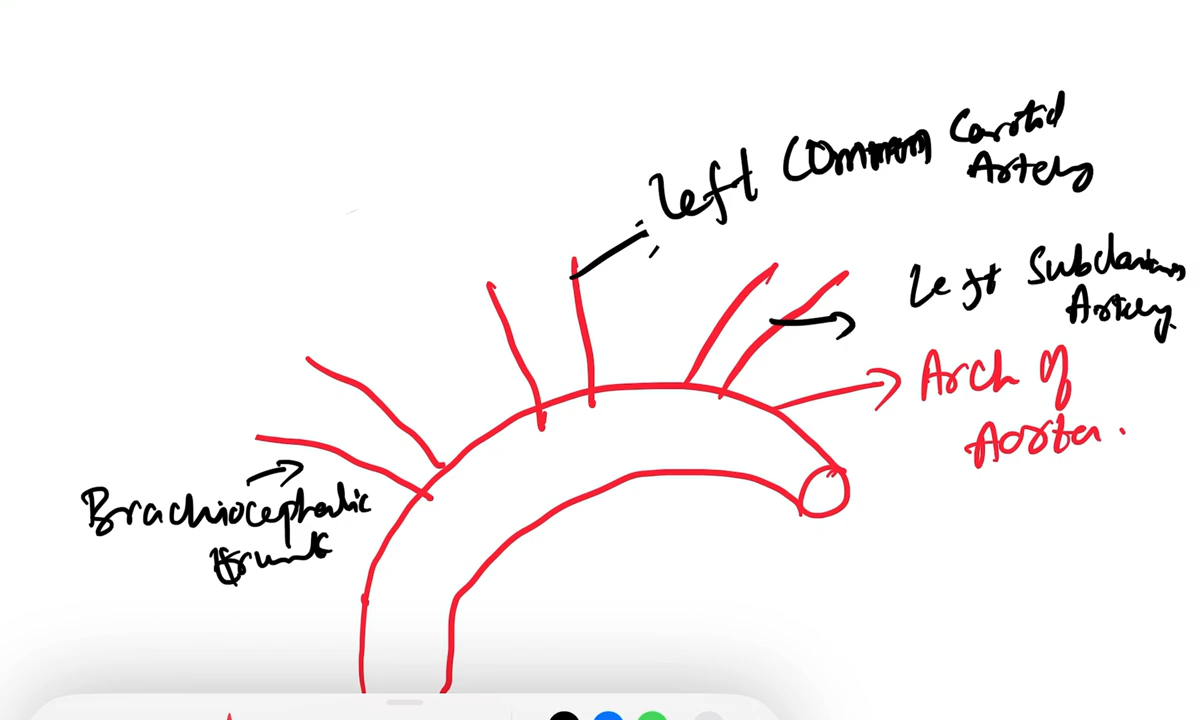 Left Common Carotid
Artery
Left Subclavian
Artery
Arch of
Aorta.
Brachiocephalic
trunk